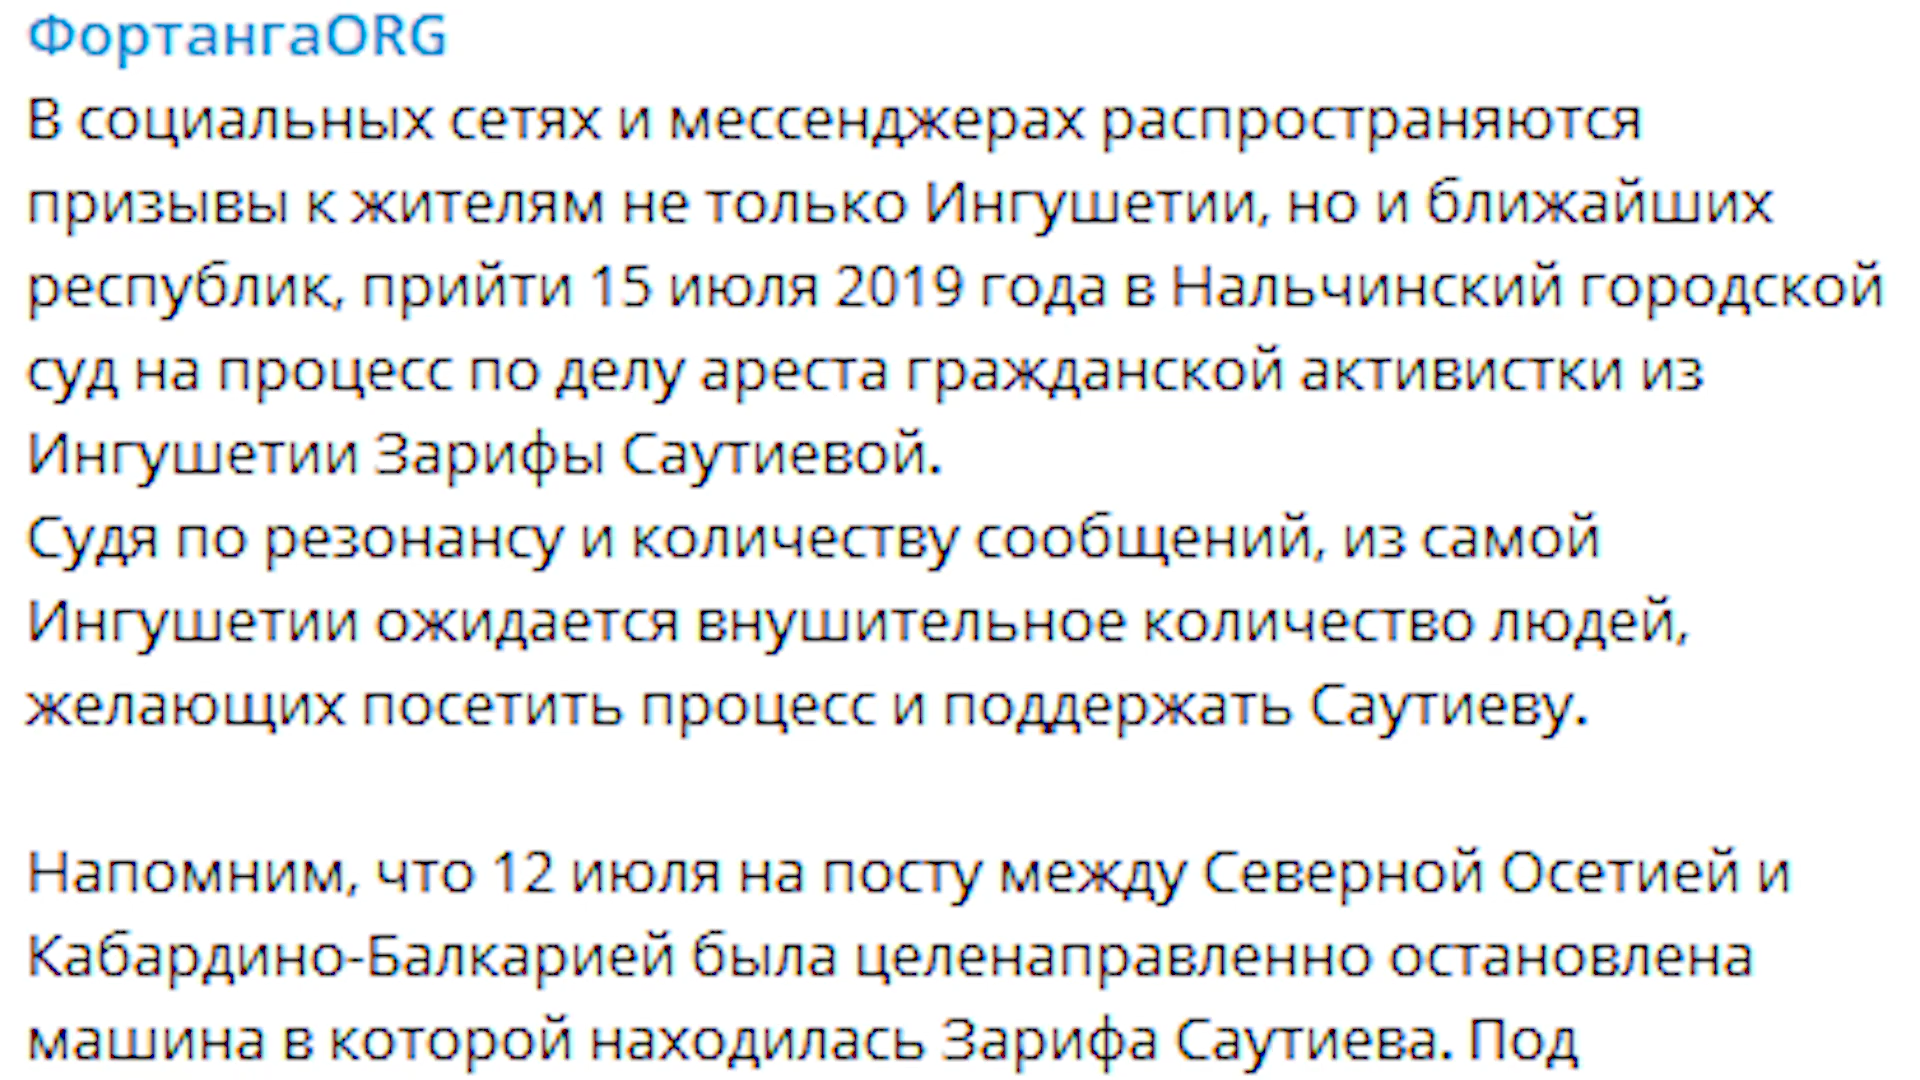 ФортангаORG
В социальных сетях и мессенджерах распространяются
призывы к жителям не только Ингушетии, но и ближайших
республик, прийти 15 июля 2019 года в Нальчинский городской
суд на процесс по делу ареста гражданской активистки из
Ингушетии Зарифы Саутиевой.
Судя по резонансу и количеству сообщений, из самой
Ингушетии ожидается внушительное количество людей,
желающих посетить процесс и поддержать Саутиеву.
Напомним, что 12 июля на посту между Северной Осетией и
Кабардино-Балкарией была целенаправленно остановлена
машина в которой находилась Зарифа Саутиева. Под